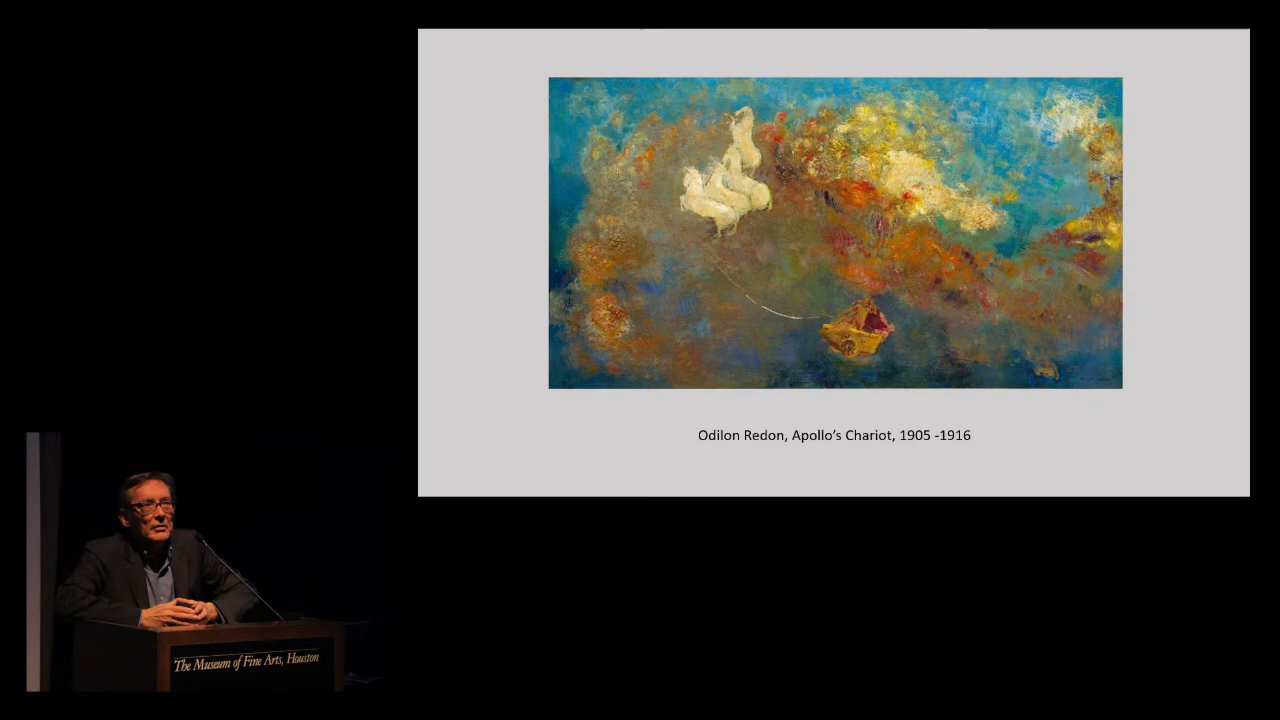 Odilon Redon, Apollo’s Chariot, 1905 -1916
The Museum of Fine Arts, Houston